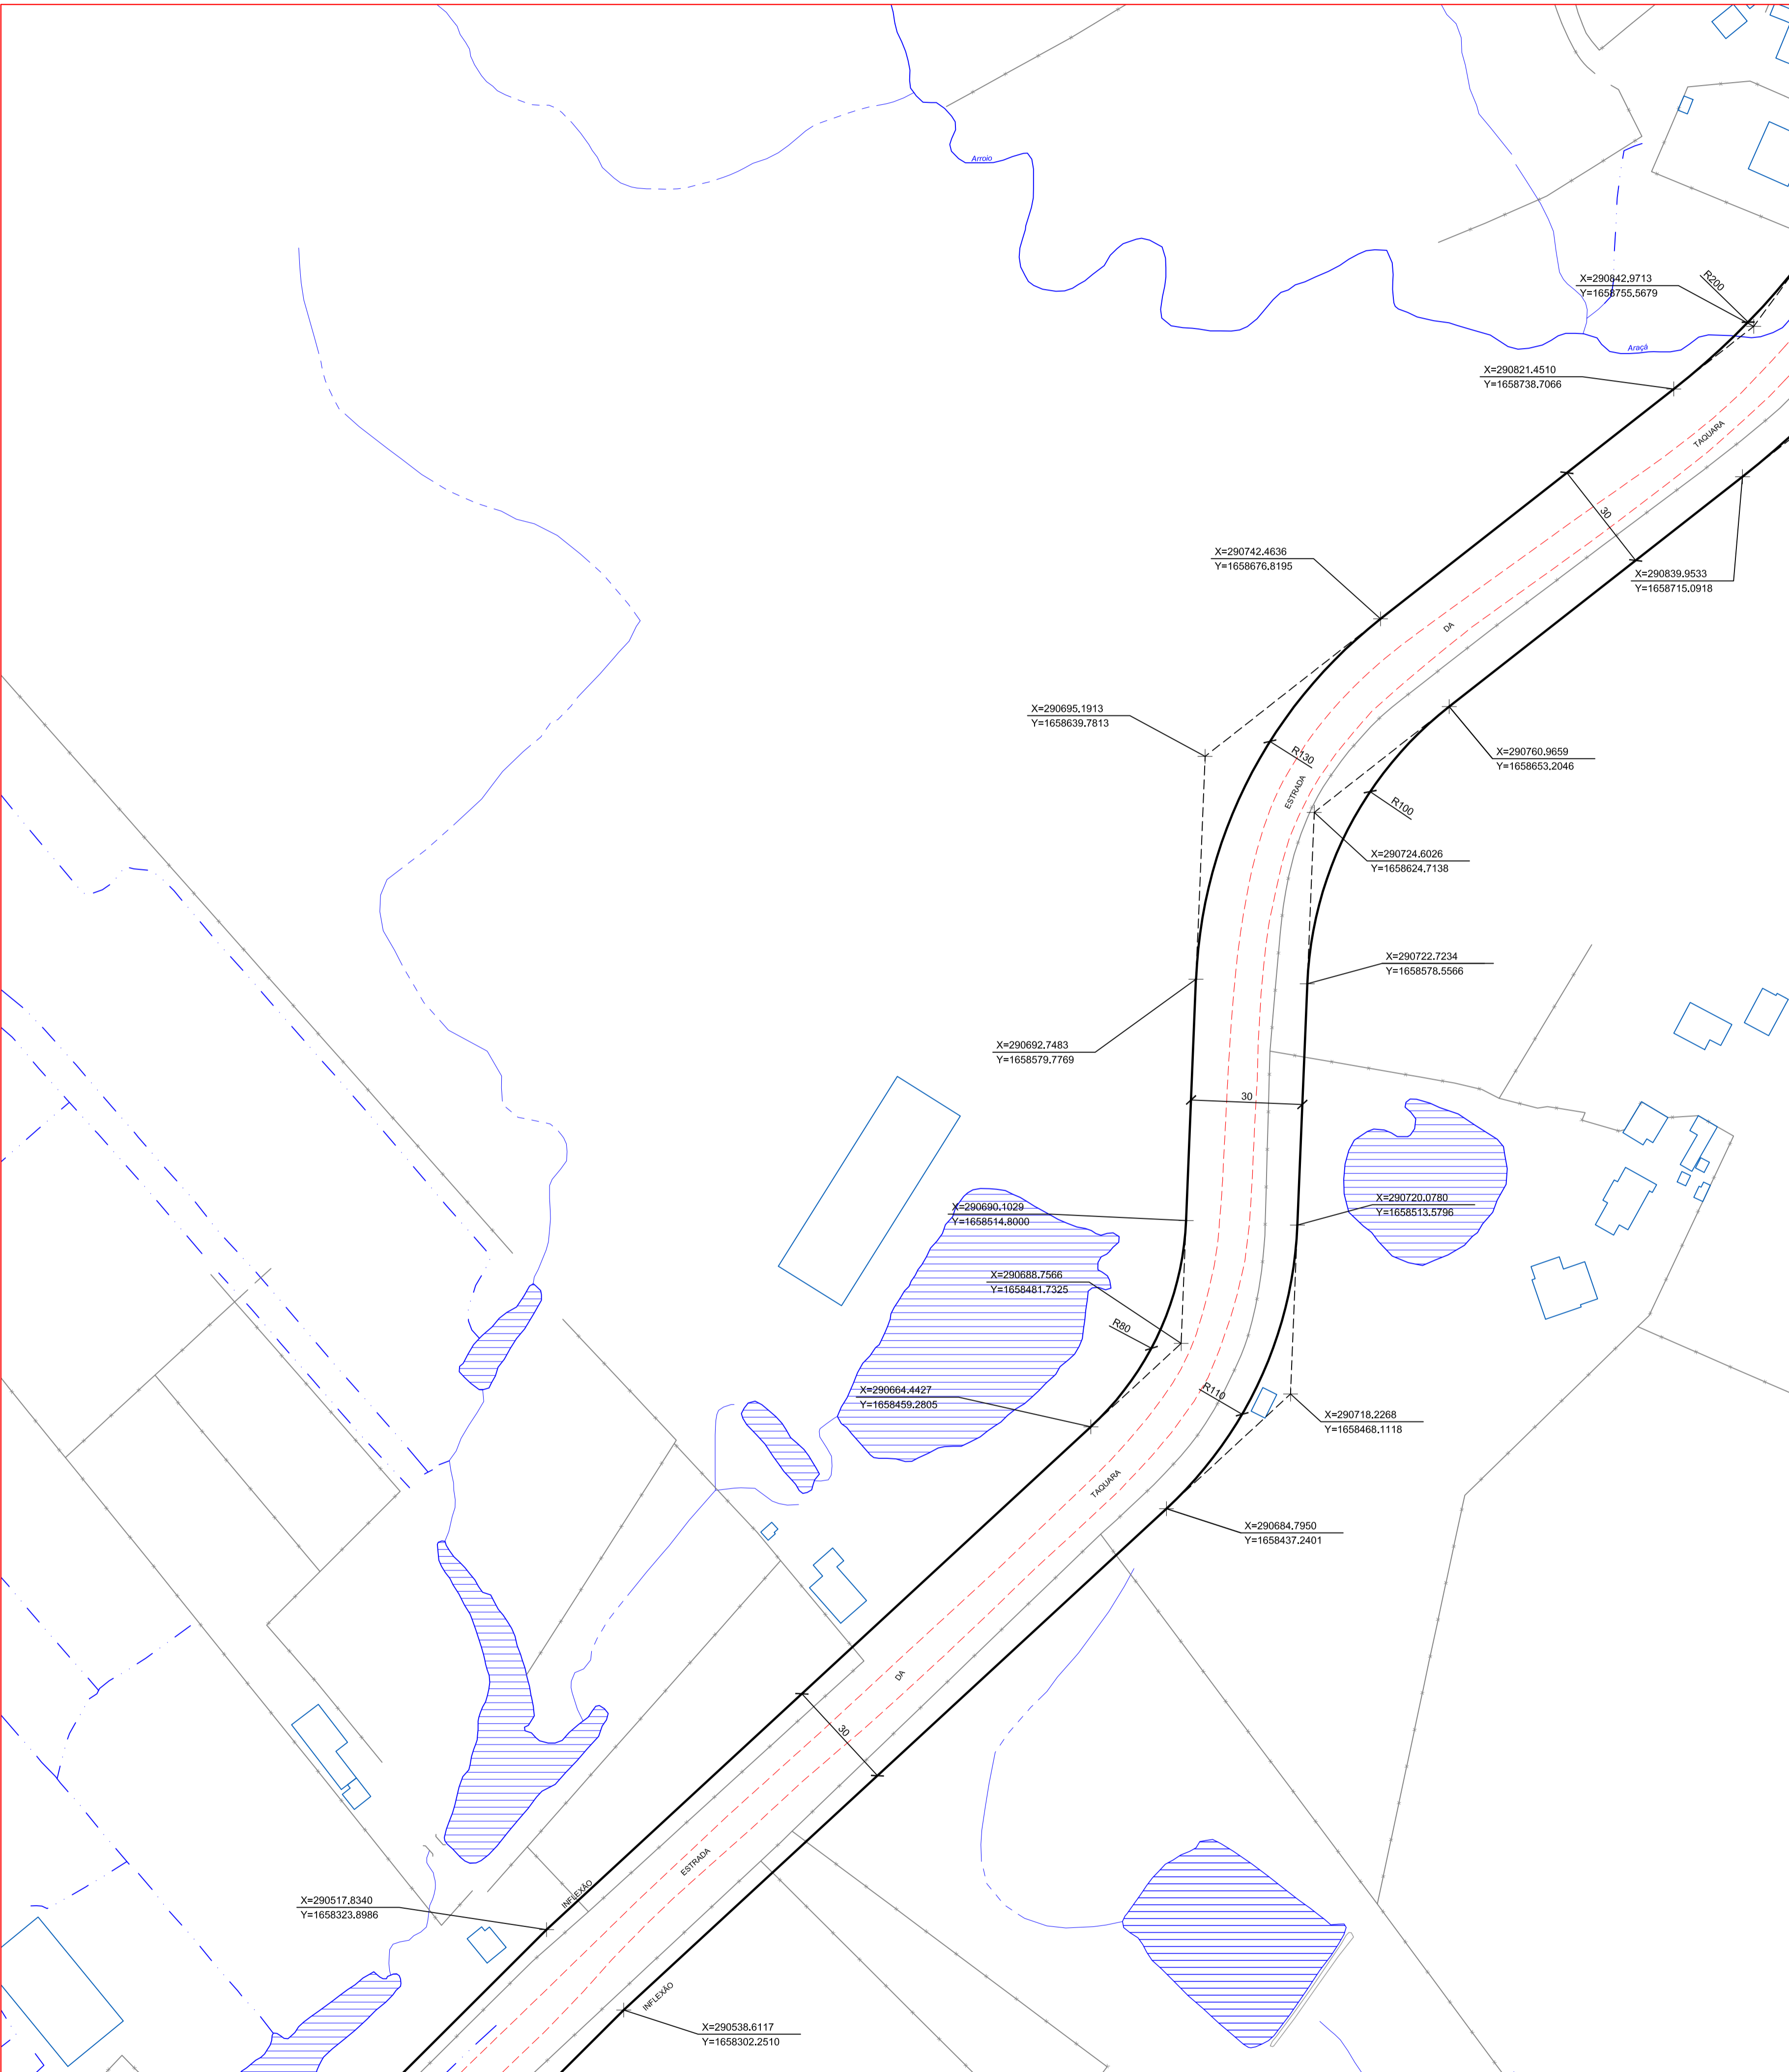 Arroio
X=290842.9713
Y=1658755.5679
R200
Araçá
X=290821.4510
Y=1658738.7066
TAQUARA
30
X=290742.4636
Y=1658676.8195
X=290839.9533
Y=1658715.0918
DA
X=290695.1913
Y=1658639.7813
R130
X=290760.9659
Y=1658653.2046
ESTRADA
R100
X=290724.6026
Y=1658624.7138
X=290722.7234
Y=1658578.5566
X=290692.7483
Y=1658579.7769
30
X=290690.1029
Y=1658514.8000
X=290720.0780
Y=1658513.5796
X=290688.7566
Y=1658481.7325
R80
X=290664.4427
Y=1658459.2805
R110
X=290718.2268
Y=1658468.1118
TAQUARA
X=290684.7950
Y=1658437.2401
DA
30
ESTRADA
X=290517.8340
Y=1658323.8986
INFLEXÃO
INFLEXÃO
X=290538.6117
Y=1658302.2510